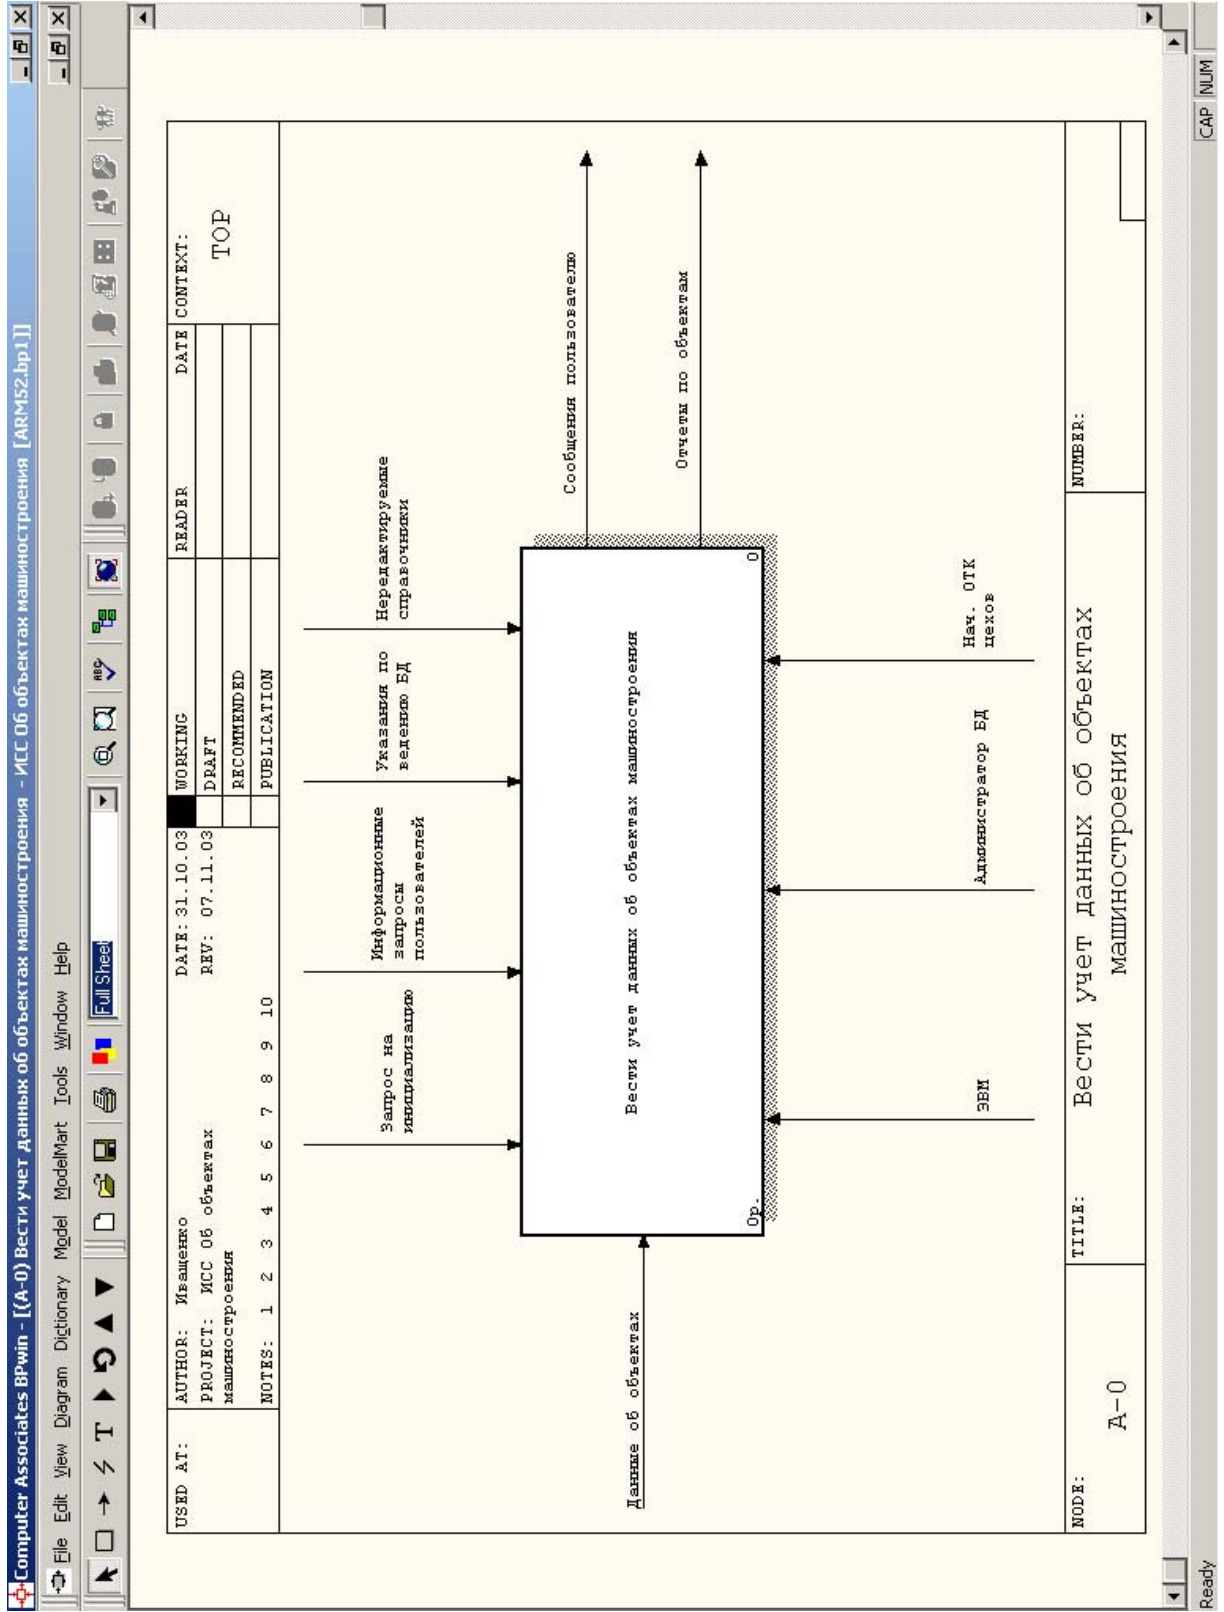 Computer Associates BPwin - [(A-0) Вести учет данных об объектах машиностроения - ИСС Об объектах машиностроения [ARM52.bp1]]
File Edit View Diagram Dictionary Model ModelMart Tools Window Help
T Full Sheet ABC
USED AT:
AUTHOR: Иващенко
DATE: 31.10.03
PROJECT: ИСС Об объектах
машиностроения
REV: 07.11.03
NOTES: 1 2 3 4 5 6 7 8 9 10
WORKING
DRAFT
RECOMMENDED
PUBLICATION
READER
DATE
CONTEXT:
TOP
Запрос на
инициализацию
Информационные
запросы
пользователей
Указания по
ведению БД
Нередактируемые
справочники
Данные об объектах
Вести учет данных об объектах машиностроения
0р.
0
Сообщения пользователю
Отчеты по объектам
ЭВМ
Администратор БД
Нач. ОТК
цехов
NODE:
A-0
TITLE:
Вести учет данных об объектах
машиностроения
NUMBER:
Ready
CAP NUM